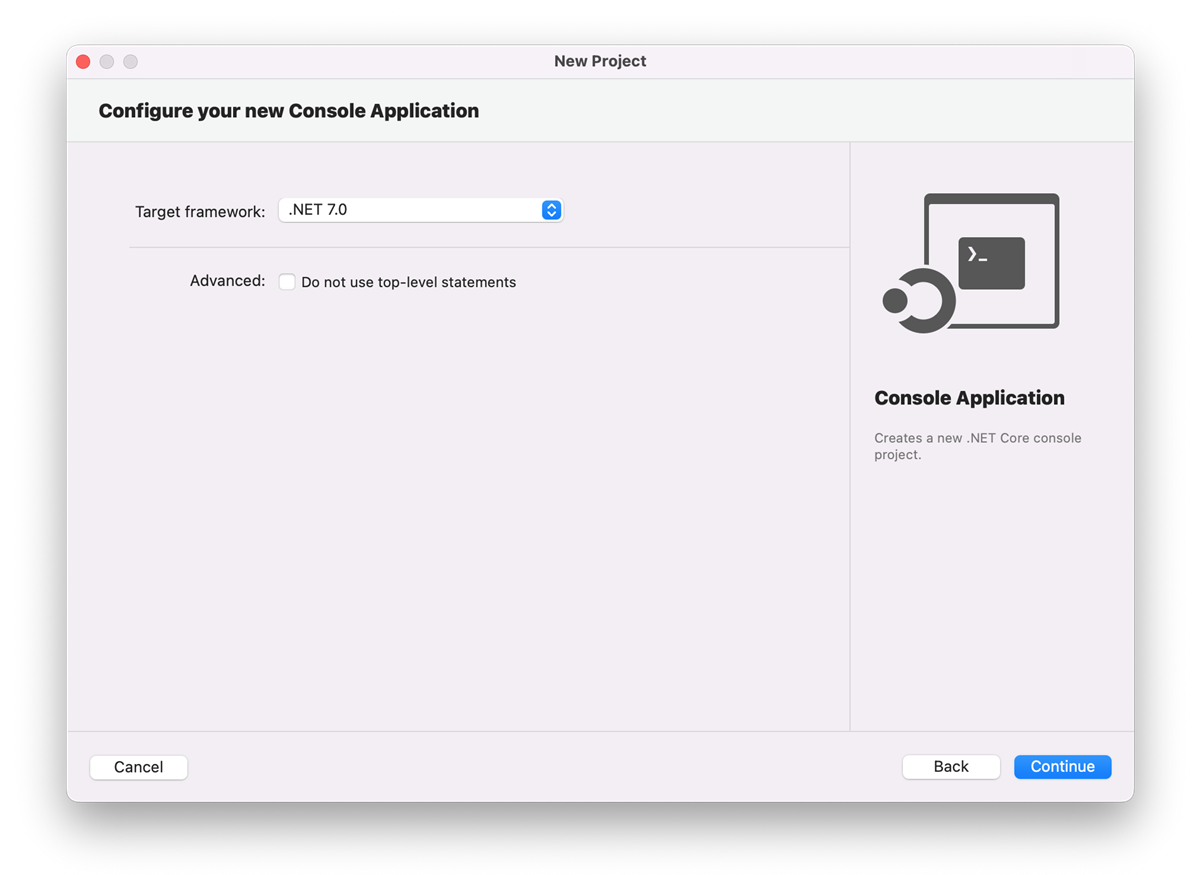 New Project
Configure your new Console Application
Target framework: .NET 7.0
Advanced: Do not use top-level statements
❯_
Console Application
Creates a new .NET Core console
project.
Cancel
Back
Continue